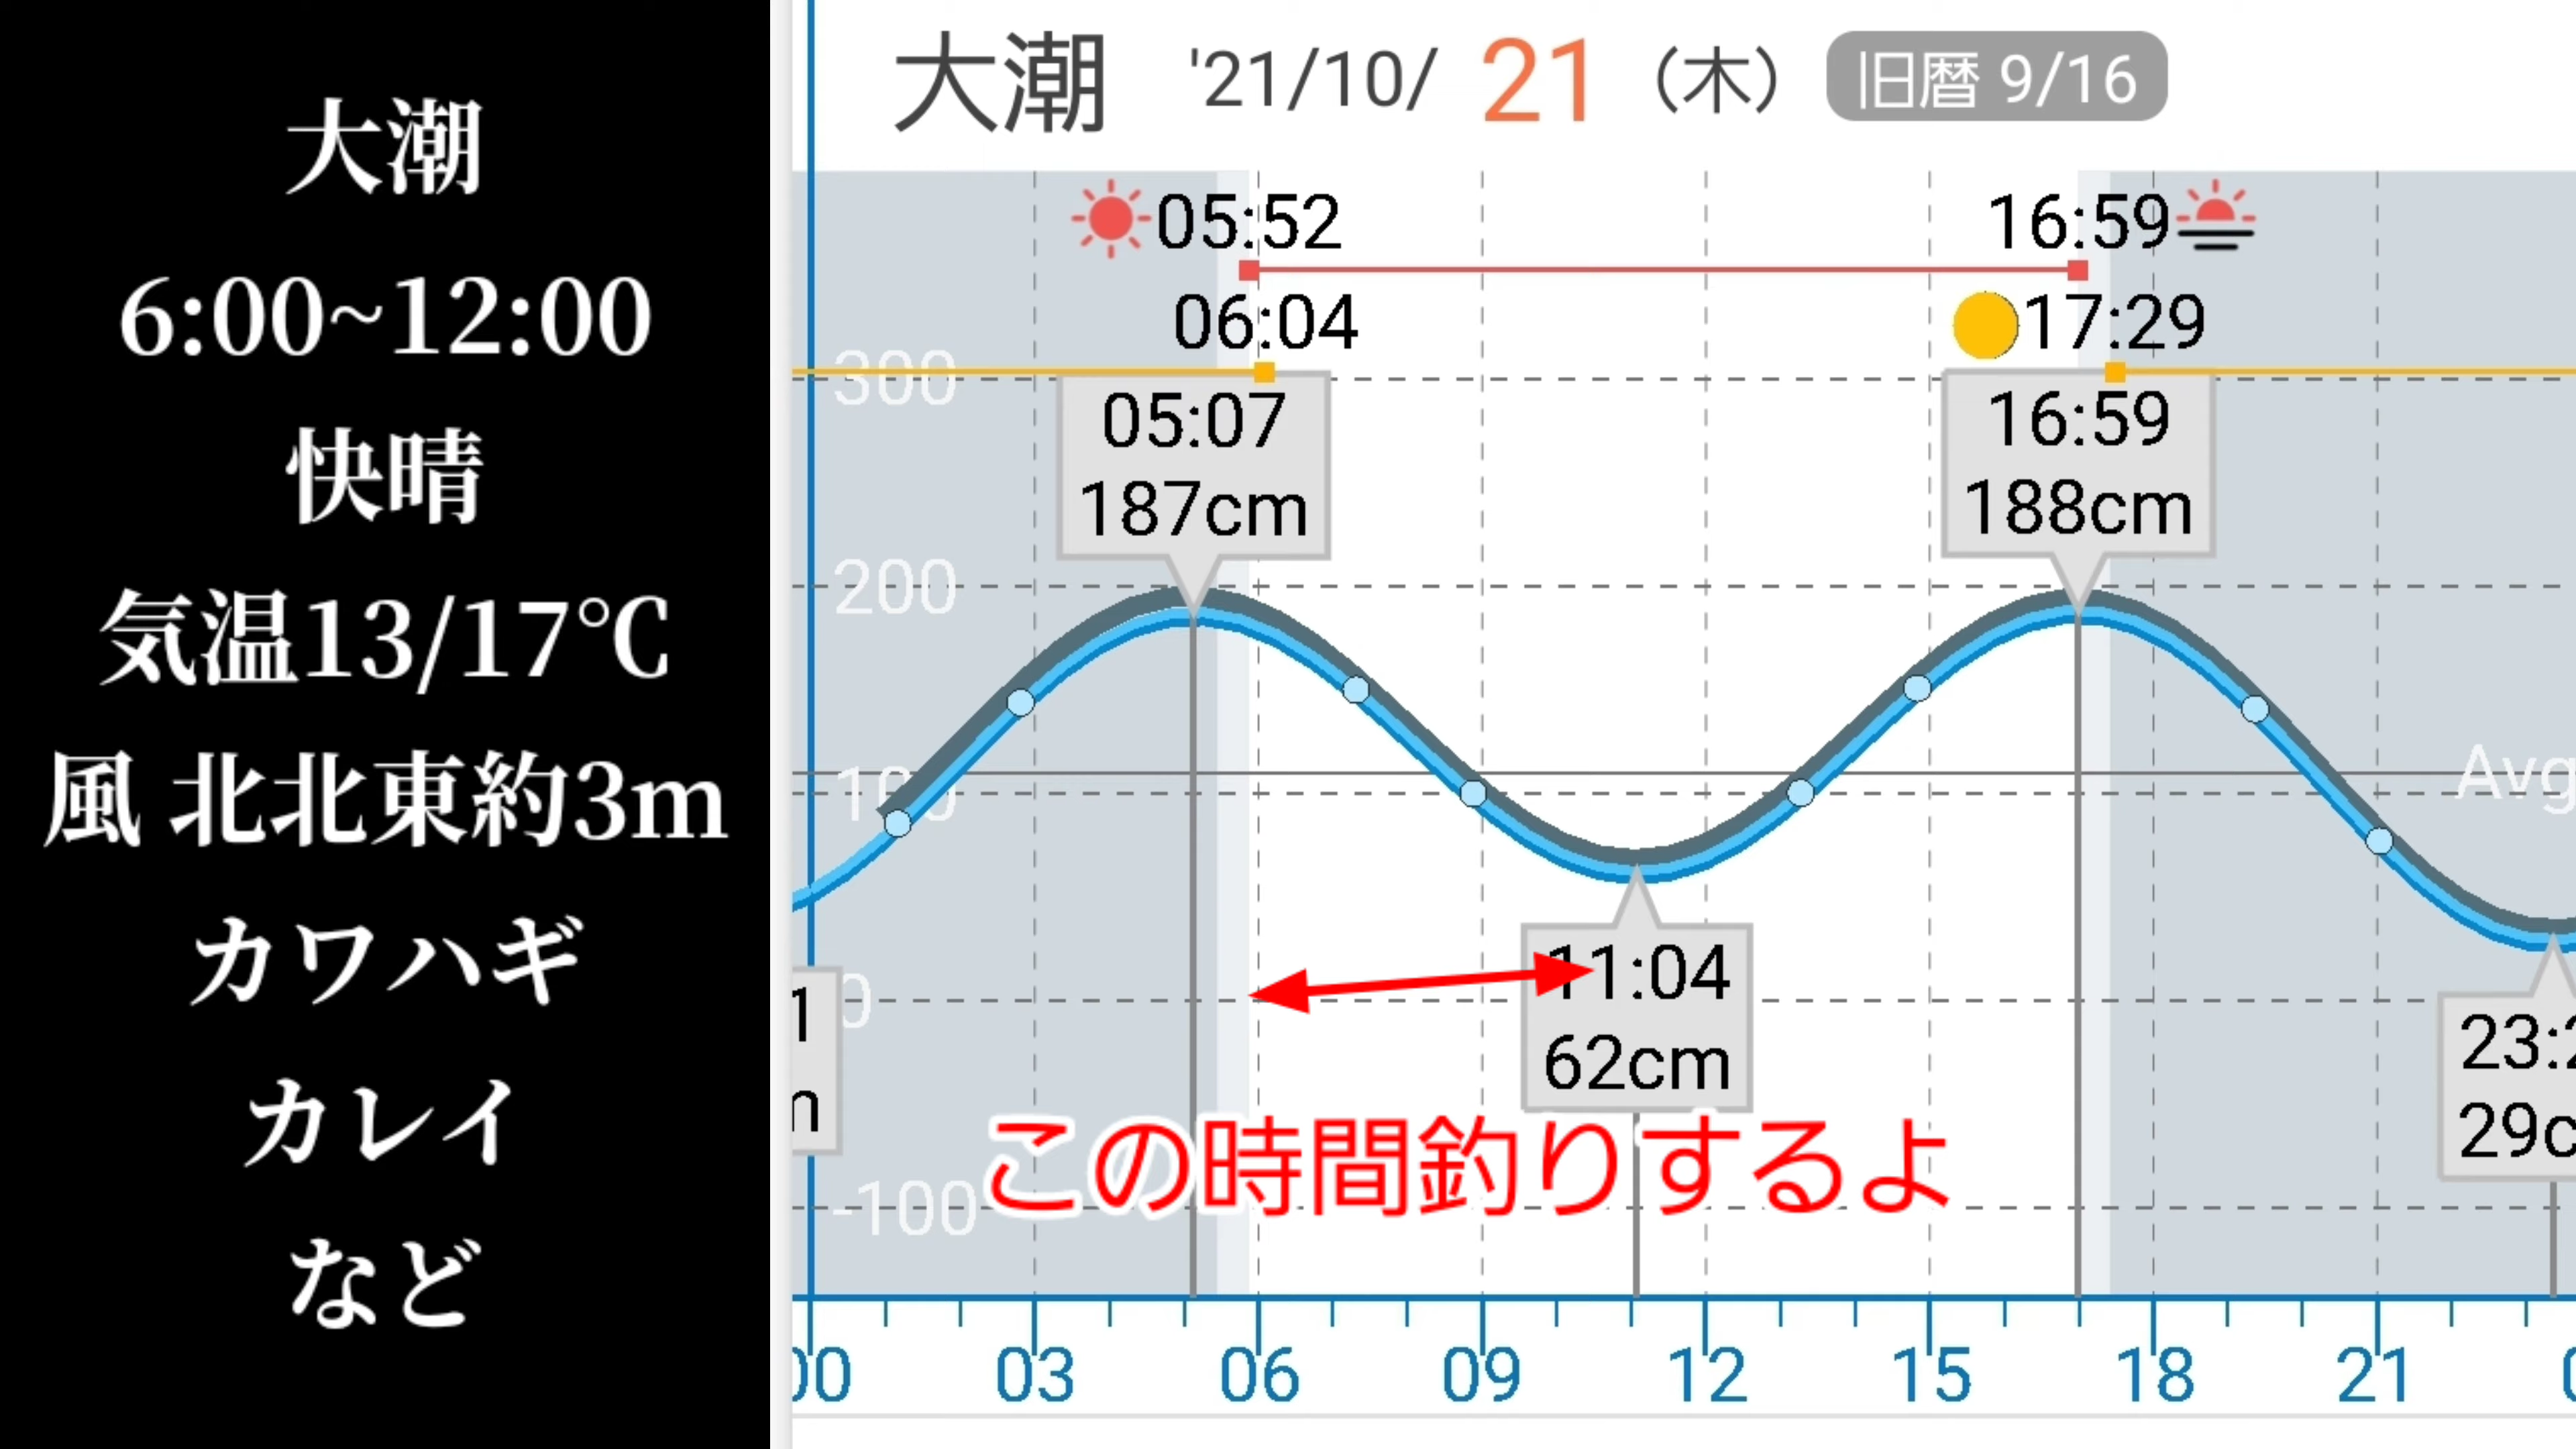 大潮
6:00~12:00
快晴
気温13/17℃
風 北北東約3m
カワハギ
カレイ
など
大潮 '21/10/ 21 (木) 旧暦 9/16
05:52 16:59
06:04 17:29
300
05:07 16:59
187cm 188cm
200
100
Avg
11:04
62cm
0
29c
この時間釣りするよ
-100
00 03 06 09 12 15 18 21